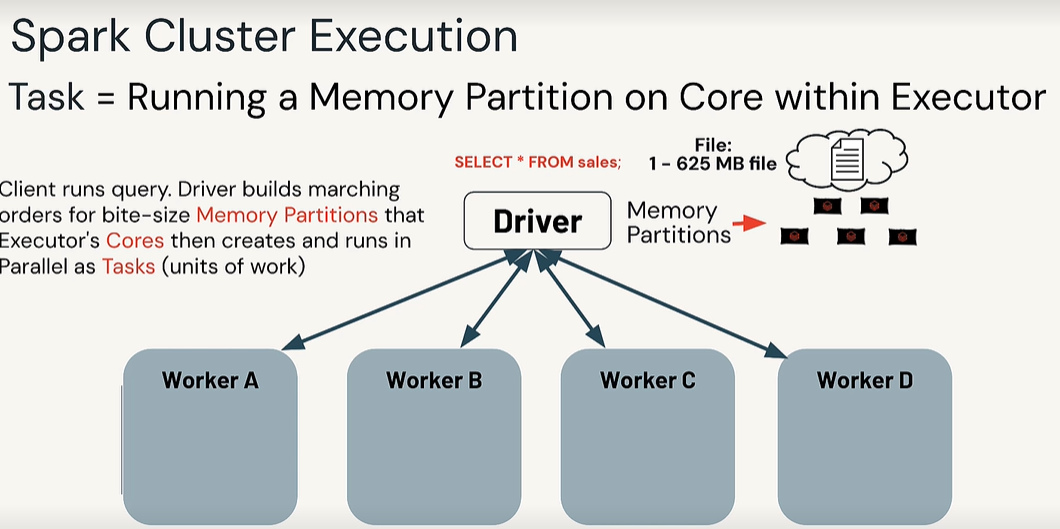 Spark Cluster Execution
Task = Running a Memory Partition on Core within Executor
SELECT * FROM sales;
File:
1 – 625 MB file
Client runs query. Driver builds marching
orders for bite-size Memory Partitions that
Executor's Cores then creates and runs in
Parallel as Tasks (units of work)
Driver
Memory
Partitions
Worker A
Worker B
Worker C
Worker D